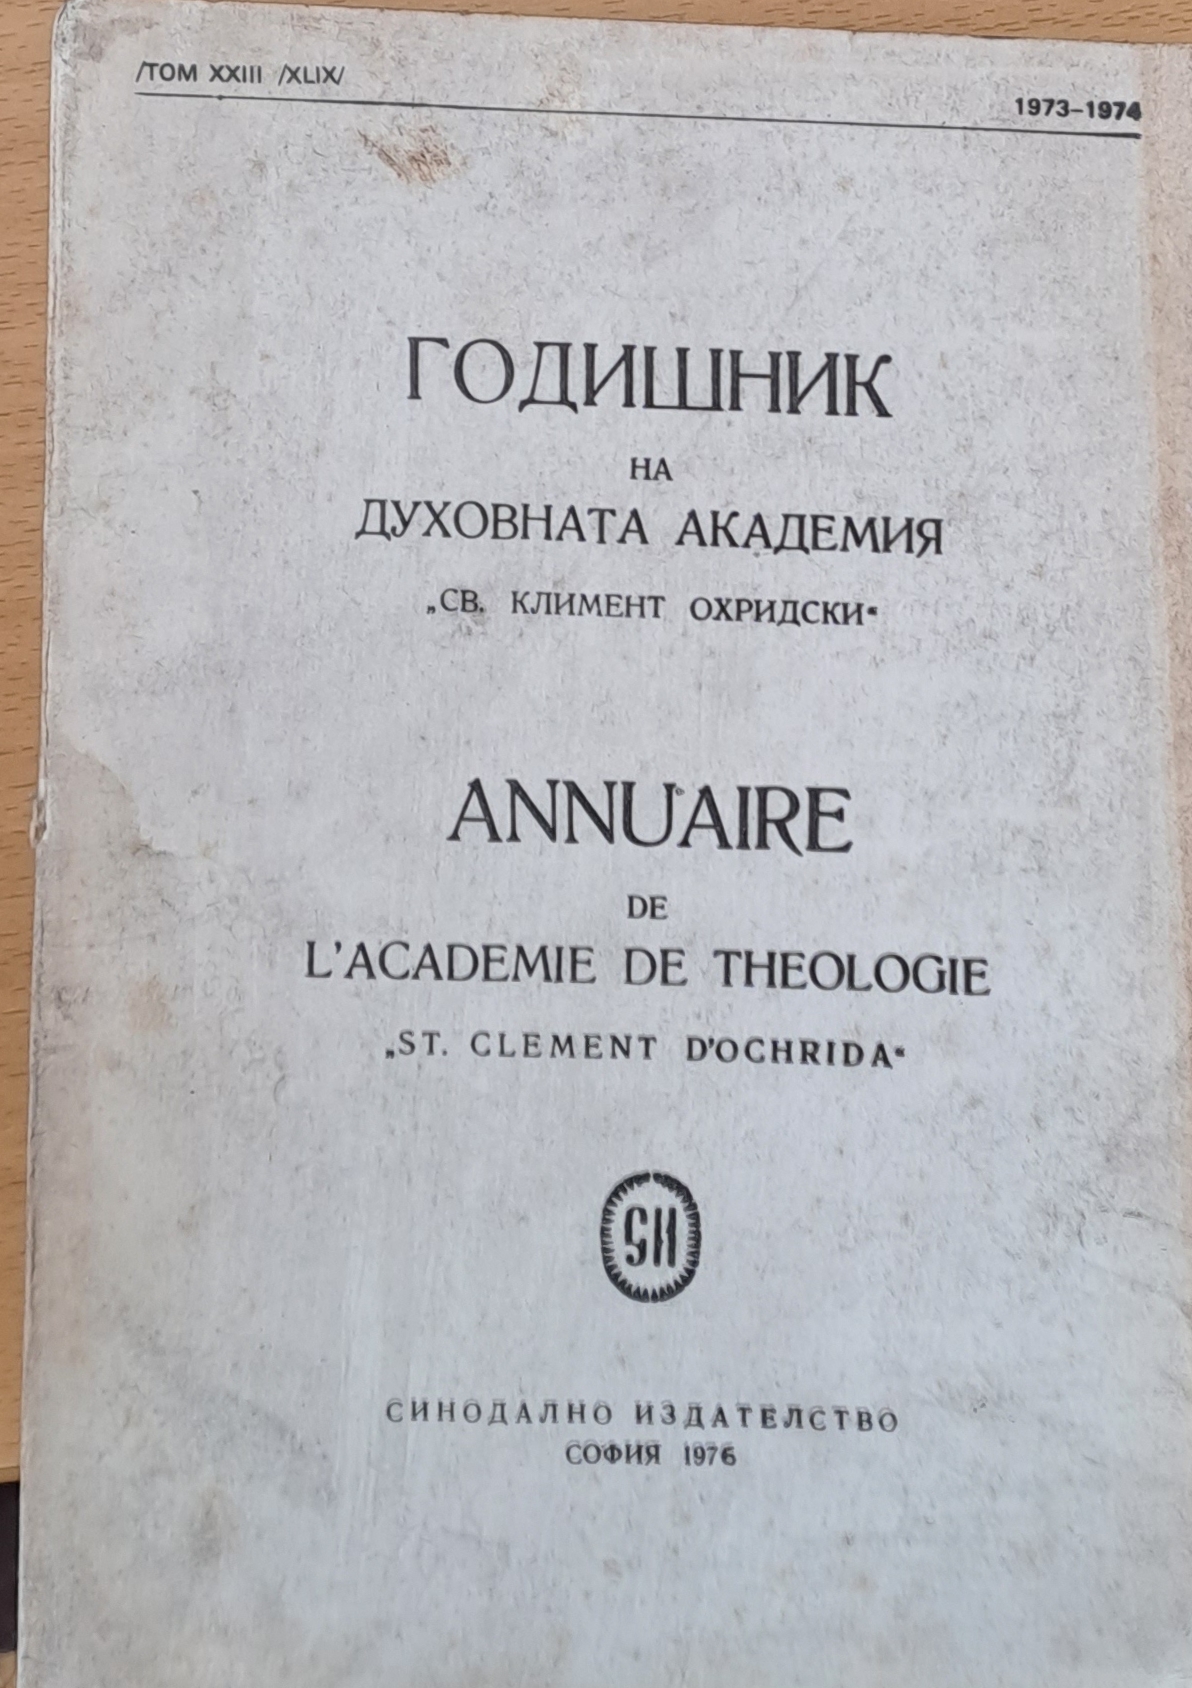 /ТОМ XXIII /XLIX/
1973–1974
ГОДИШНИК
НА
ДУХОВНАТА АКАДЕМИЯ
„СВ. КЛИМЕНТ ОХРИДСКИ“
ANNUAIRE
DE
L'ACADEMIE DE THEOLOGIE
„ST. CLEMENT D'OCHRIDA“
СИ
СИНОДАЛНО ИЗДАТЕЛСТВО
СОФИЯ 1976